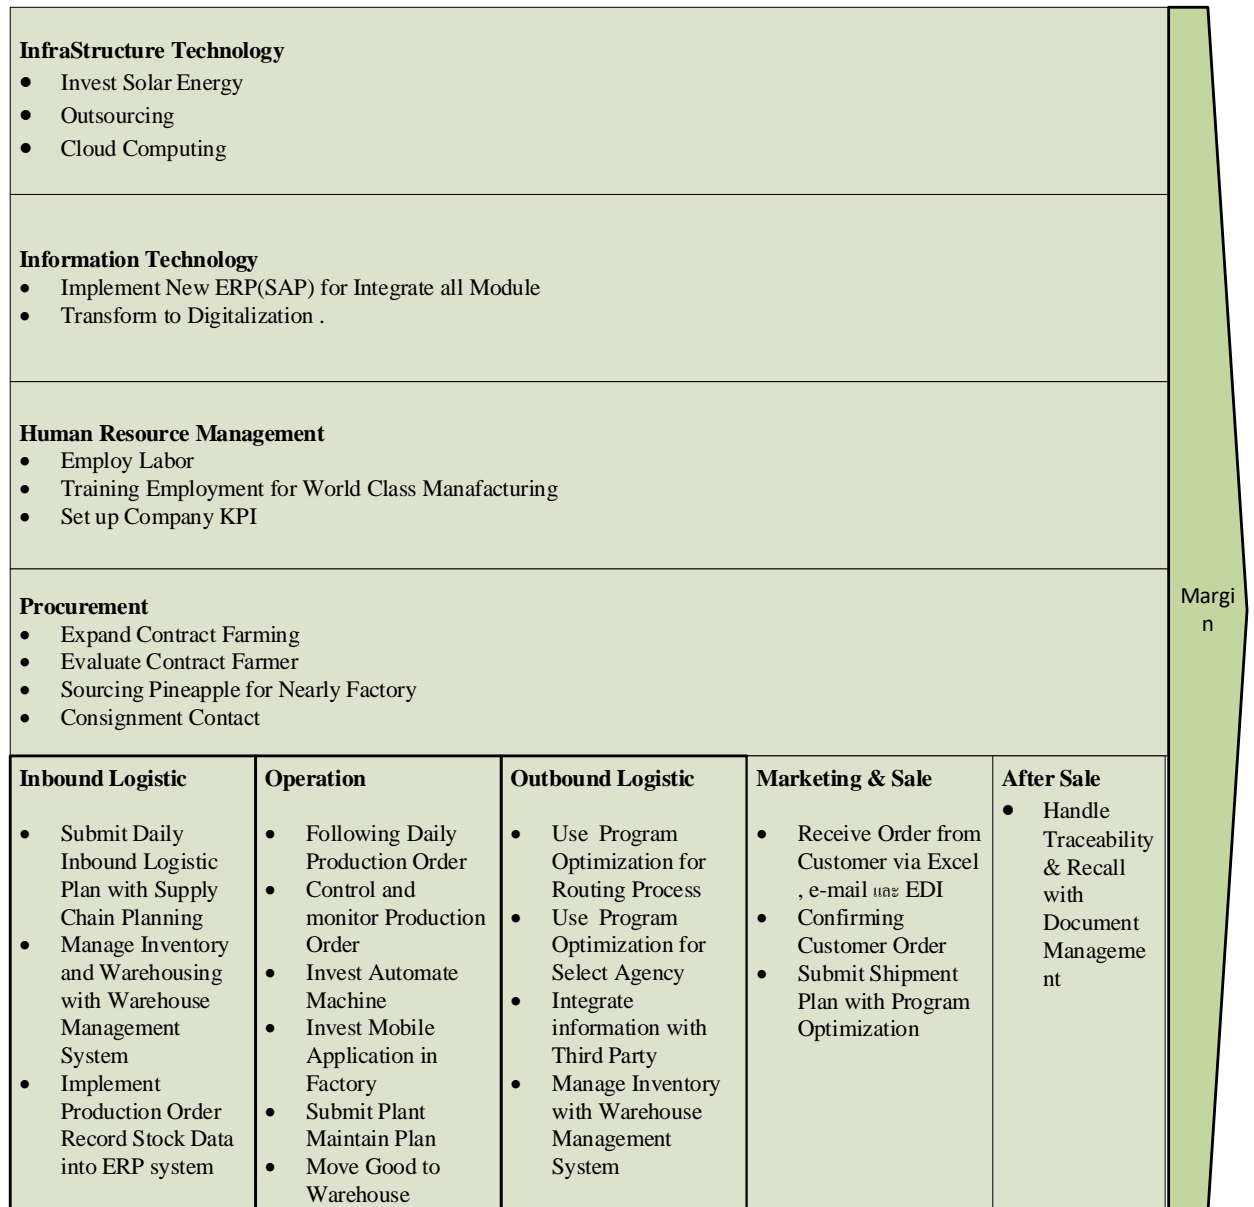 InfraStructure Technology
• Invest Solar Energy
• Outsourcing
• Cloud Computing
Information Technology
• Implement New ERP(SAP) for Integrate all Module
• Transform to Digitalization .
Human Resource Management
• Employ Labor
• Training Employment for World Class Manafacturing
• Set up Company KPI
Procurement
• Expand Contract Farming
• Evaluate Contract Farmer
• Sourcing Pineapple for Nearly Factory
• Consignment Contact
Inbound Logistic
• Submit Daily
Inbound Logistic
Plan with Supply
Chain Planning
• Manage Inventory
and Warehousing
with Warehouse
Management
System
• Implement
Production Order
Record Stock Data
into ERP system
Operation
• Following Daily
Production Order
• Control and
monitor Production
Order
• Invest Automate
Machine
• Invest Mobile
Application in
Factory
• Submit Plant
Maintain Plan
• Move Good to
Warehouse
Outbound Logistic
• Use Program
Optimization for
Routing Process
• Use Program
Optimization for
Select Agency
• Integrate
information with
Third Party
• Manage Inventory
with Warehouse
Management
System
Marketing & Sale
• Receive Order from
Customer via Excel
, e-mail และ EDI
• Confirming
Customer Order
• Submit Shipment
Plan with Program
Optimization
After Sale
• Handle
Traceability
& Recall
with
Document
Manageme
nt
Margi
n